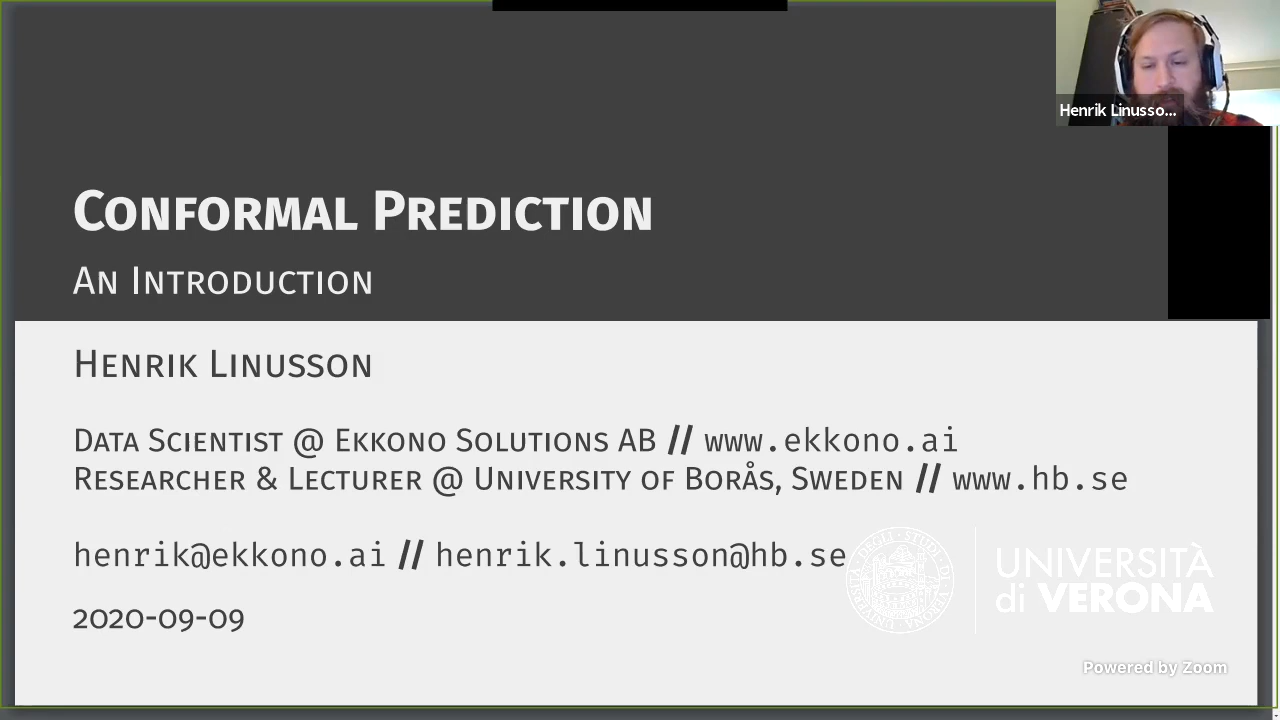 Henrik Linusso...
Conformal Prediction
An Introduction
Henrik Linusson
Data Scientist @ Ekkono Solutions AB // www.ekkono.ai
Researcher & Lecturer @ University of Borås, Sweden // www.hb.se
henrik@ekkono.ai // henrik.linusson@hb.se
2020-09-09
UNIVERSITÀ
di VERONA
Powered by Zoom